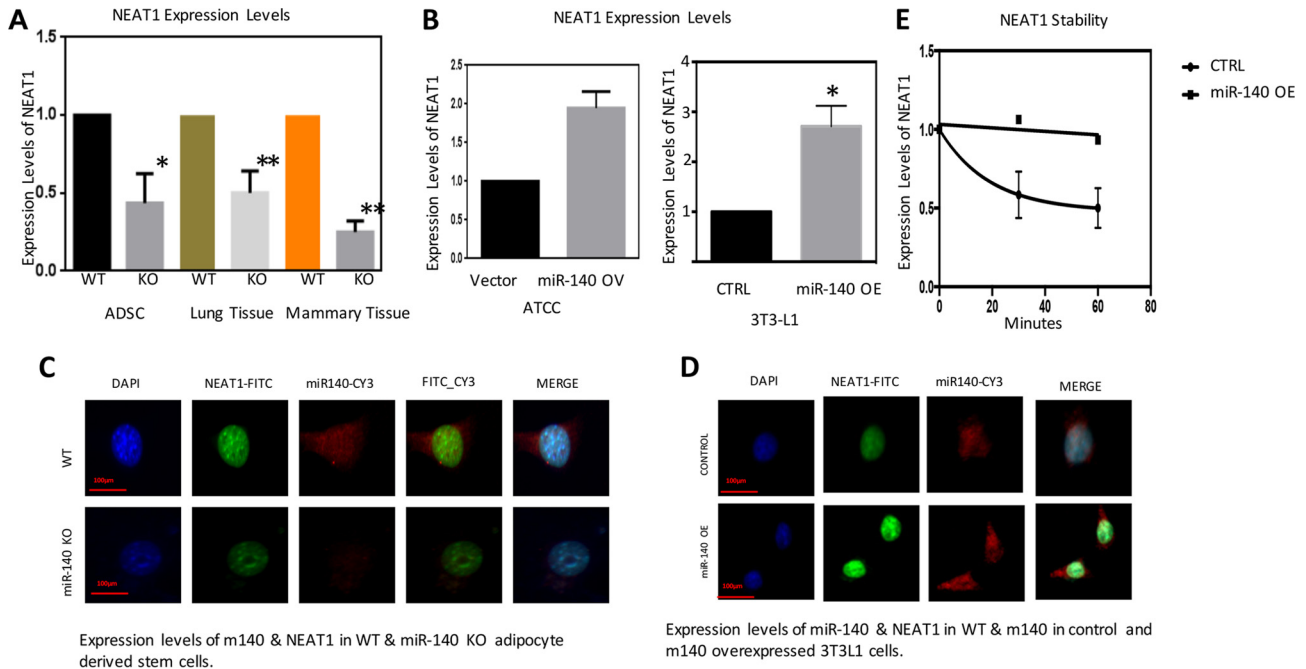 A
NEAT1 Expression Levels
Expression Levels of NEAT1
1.5
1.0
0.5
0.0
*
**
**
WT KO WT KO WT KO
ADSC Lung Tissue Mammary Tissue
B
NEAT1 Expression Levels
Expression Levels of NEAT1
2.5
2.0
1.5
1.0
0.5
0.0
Vector miR-140 OV
ATCC
Expression Levels of NEAT1
4
3
2
1
*
CTRL miR-140 OE
3T3-L1
E
NEAT1 Stability
Expression Levels of NEAT1
1.5
1.0
0.5
0.0
0 20 40 60 80
Minutes
CTRL
miR-140 OE
C
DAPI NEAT1-FITC miR140-CY3 FITC_CY3 MERGE
WT
100µm
miR-140 KO
100µm
Expression levels of m140 & NEAT1 in WT & miR-140 KO adipocyte
derived stem cells.
D
DAPI NEAT1-FITC miR140-CY3 MERGE
CONTROL
100µm
miR-140 OE
100µm
Expression levels of miR-140 & NEAT1 in WT & m140 in control and
m140 overexpressed 3T3L1 cells.